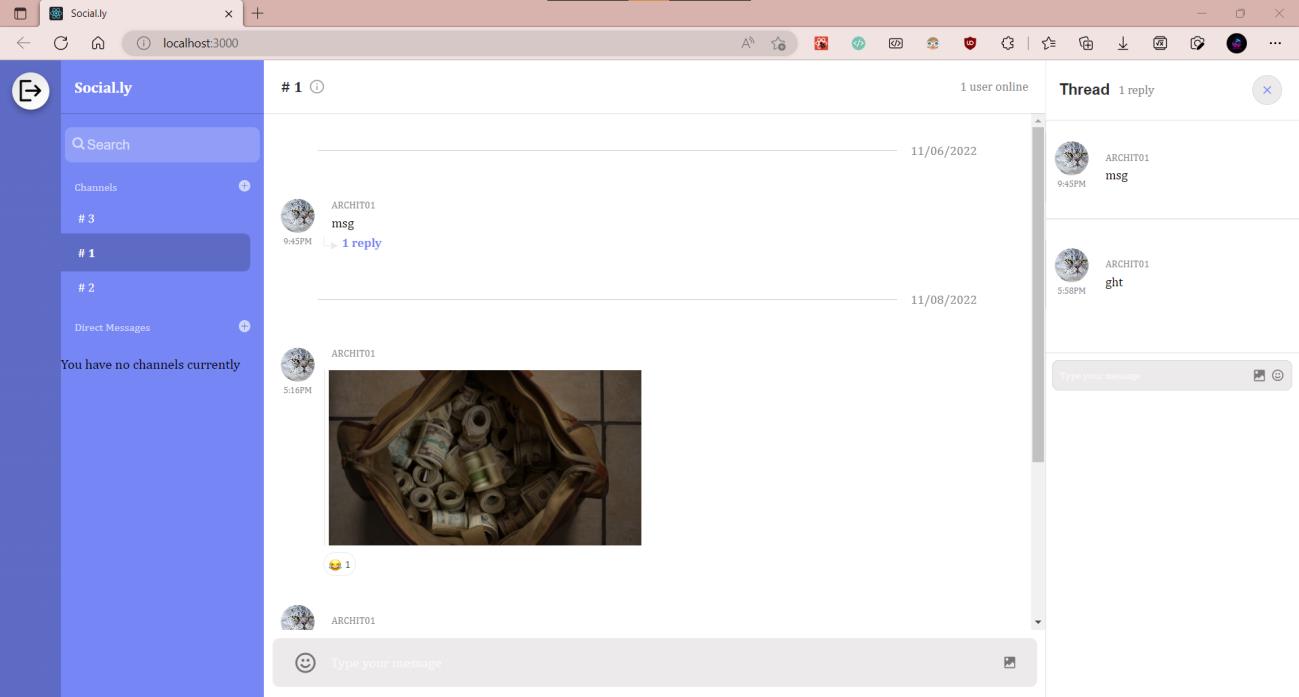 Social.ly
localhost:3000
Social.ly
Search
Channels
# 3
# 1
# 2
Direct Messages
You have no channels currently
# 1
1 user online
11/06/2022
ARCHIT01
msg
9:45PM
1 reply
11/08/2022
ARCHIT01
5:16PM
😂 1
ARCHIT01
Type your message
Thread 1 reply
ARCHIT01
msg
9:45PM
ARCHIT01
ght
5:58PM
Type your message